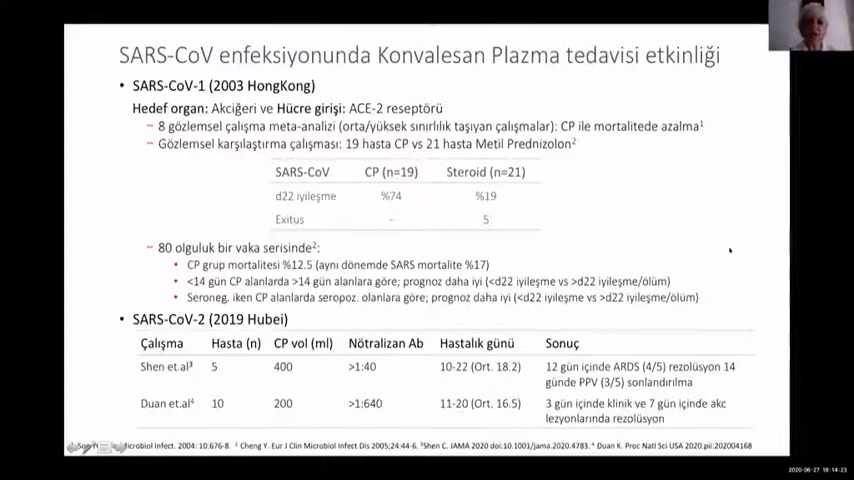 SARS-CoV enfeksiyonunda Konvalesan Plazma tedavisi etkinliği
• SARS-CoV-1 (2003 HongKong)
Hedef organ: Akciğeri ve Hücre girişi: ACE-2 reseptörü
− 8 gözlemsel çalışma meta-analizi (orta/yüksek sınırlılık taşıyan çalışmalar): CP ile mortalitede azalma¹
− Gözlemsel karşılaştırma çalışması: 19 hasta CP vs 21 hasta Metil Prednizolon²
SARS-CoV CP (n=19) Steroid (n=21)
d22 iyileşme %74 %19
Exitus - 5
− 80 olguluk bir vaka serisinde²:
• CP grup mortalitesi %12.5 (aynı dönemde SARS mortalite %17)
• <14 gün CP alanlarda >14 gün alanlara göre; prognoz daha iyi (<d22 iyileşme vs >d22 iyileşme/ölüm)
• Seroneg. iken CP alanlarda seropoz. olanlara göre; prognoz daha iyi (<d22 iyileşme vs >d22 iyileşme/ölüm)
• SARS-CoV-2 (2019 Hubei)
Çalışma Hasta (n) CP vol (ml) Nötralizan Ab Hastalık günü Sonuç
Shen et.al³ 5 400 >1:40 10-22 (Ort. 18.2) 12 gün içinde ARDS (4/5) rezolüsyon 14
günde PPV (3/5) sonlandırılma
Duan et.al⁴ 10 200 >1:640 11-20 (Ort. 16.5) 3 gün içinde klinik ve 7 gün içinde akc
lezyonlarında rezolüsyon
Microbiol Infect. 2004: 10:676-8. ² Cheng Y. Eur J Clin Microbiol Infect Dis 2005;24:44-6. ³Shen C. JAMA 2020 doi:10.1001/jama.2020.4783. ⁴ Duan K. Proc Natl Sci USA 2020.pii:202004168
2020-06-27 18:14:23